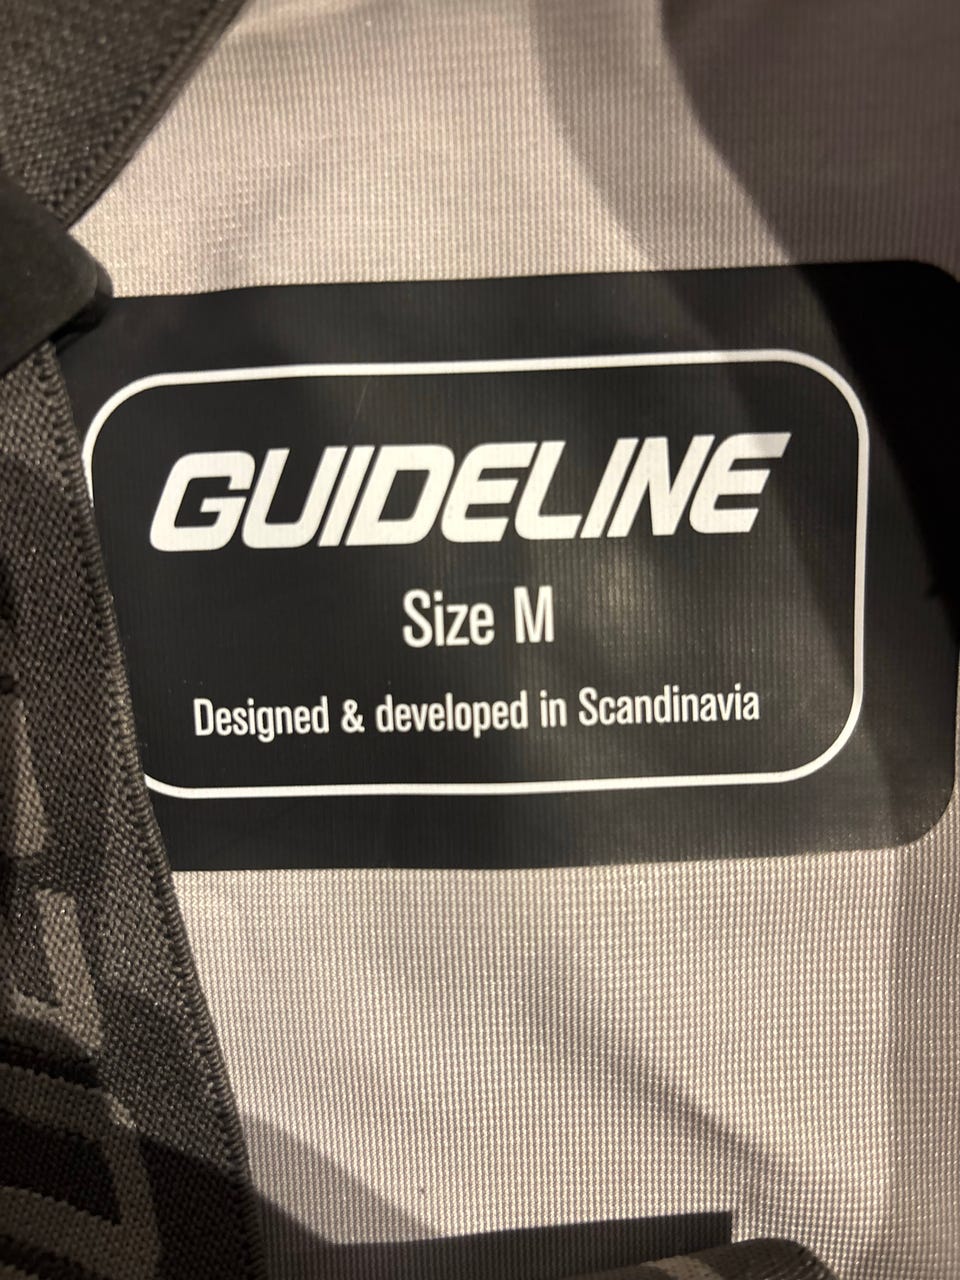 GUIDELINE
Size M
Designed & developed in Scandinavia